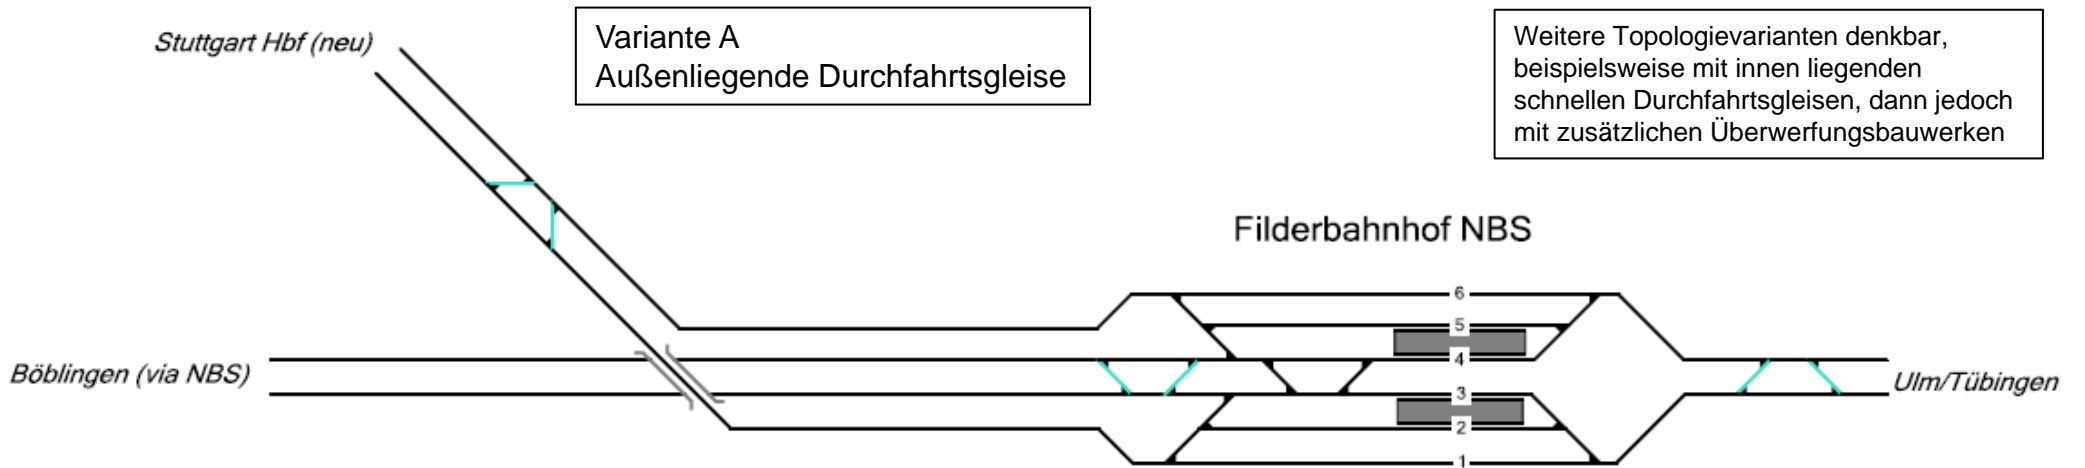 Stuttgart Hbf (neu)
Variante A
Außenliegende Durchfahrtsgleise
Weitere Topologievarianten denkbar,
beispielsweise mit innen liegenden
schnellen Durchfahrtsgleisen, dann jedoch
mit zusätzlichen Überwerfungsbauwerken
Filderbahnhof NBS
6
5
4
3
2
1
Böblingen (via NBS)
Ulm/Tübingen